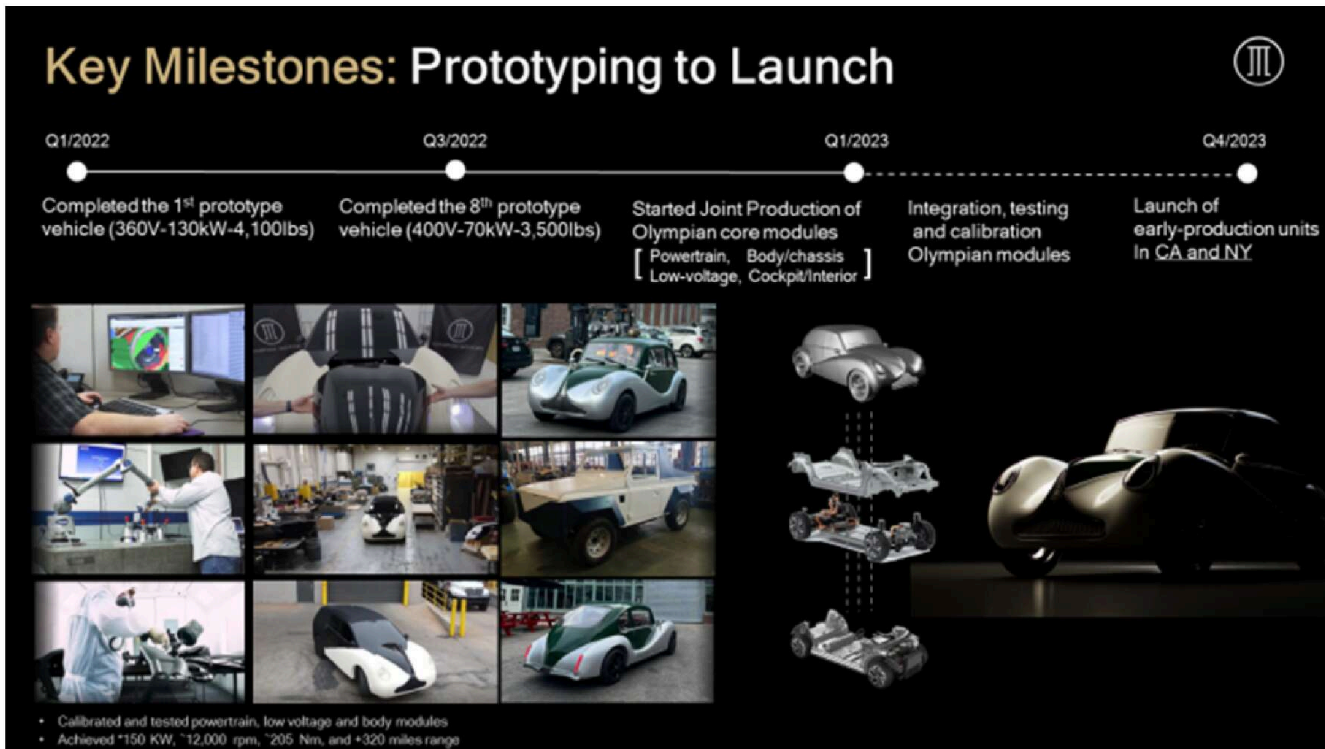 Key Milestones: Prototyping to Launch
Q1/2022
Q3/2022
Q1/2023
Q4/2023
Completed the 1st prototype
vehicle (360V-130kW-4,100lbs)
Completed the 8th prototype
vehicle (400V-70kW-3,500lbs)
Started Joint Production of
Olympian core modules
[ Powertrain, Body/chassis
Low-voltage, Cockpit/Interior ]
Integration, testing
and calibration
Olympian modules
Launch of
early-production units
In CA and NY
• Calibrated and tested powertrain, low voltage and body modules
• Achieved ~150 KW, ~12,000 rpm, ~205 Nm, and +320 miles range